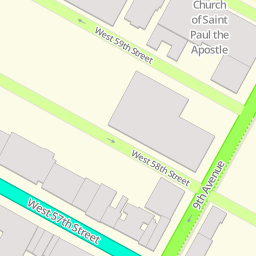 Church
of Saint
Paul the
Apostle
West 59th Street
West 58th Street
9th Avenue
West 57th Street